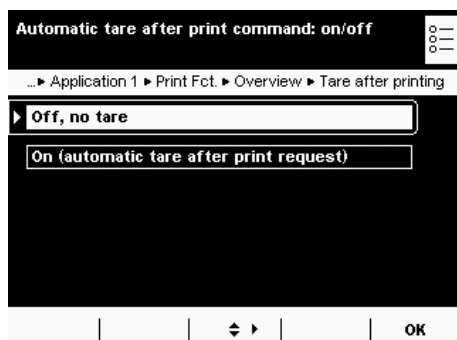 Automatic tare after print command: on/off
...▸ Application 1 ▸ Print Fct. ▸ Overview ▸ Tare after printing
Off, no tare
On (automatic tare after print request)
OK